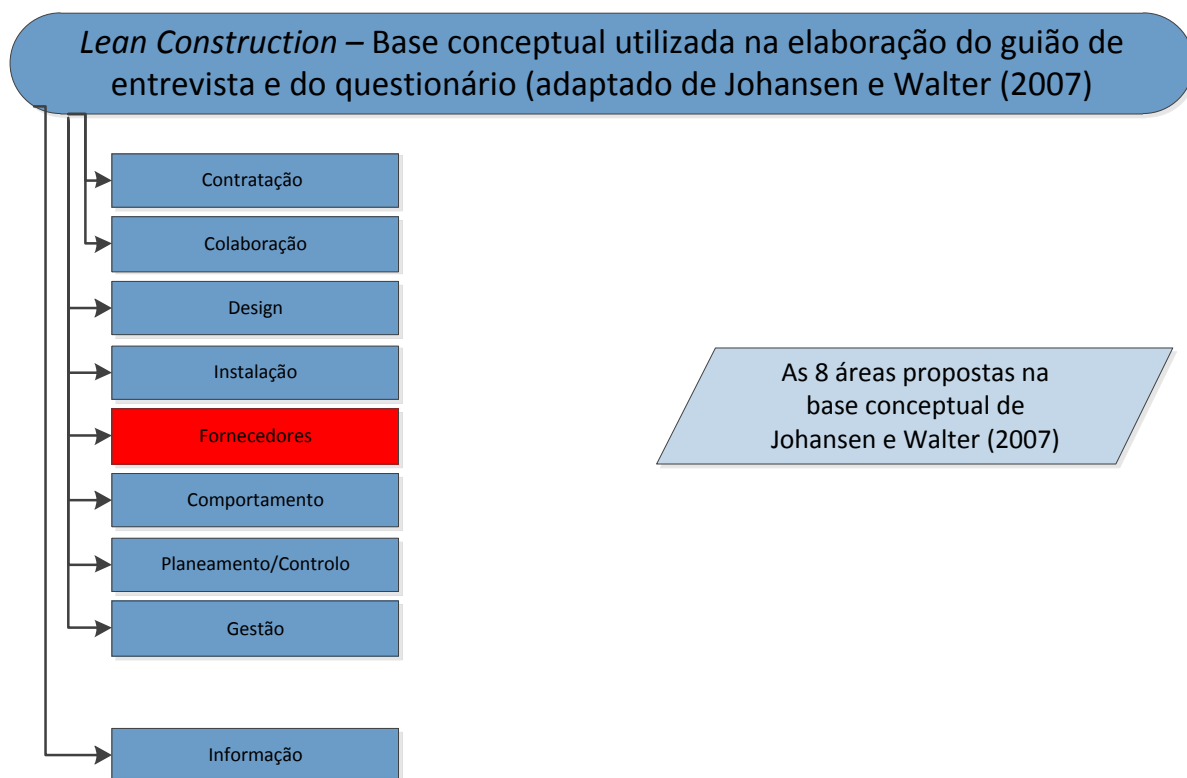 Lean Construction – Base conceptual utilizada na elaboração do guião de
entrevista e do questionário (adaptado de Johansen e Walter (2007)
Contratação
Colaboração
Design
Instalação
Fornecedores
Comportamento
Planeamento/Controlo
Gestão
Informação
As 8 áreas propostas na
base conceptual de
Johansen e Walter (2007)